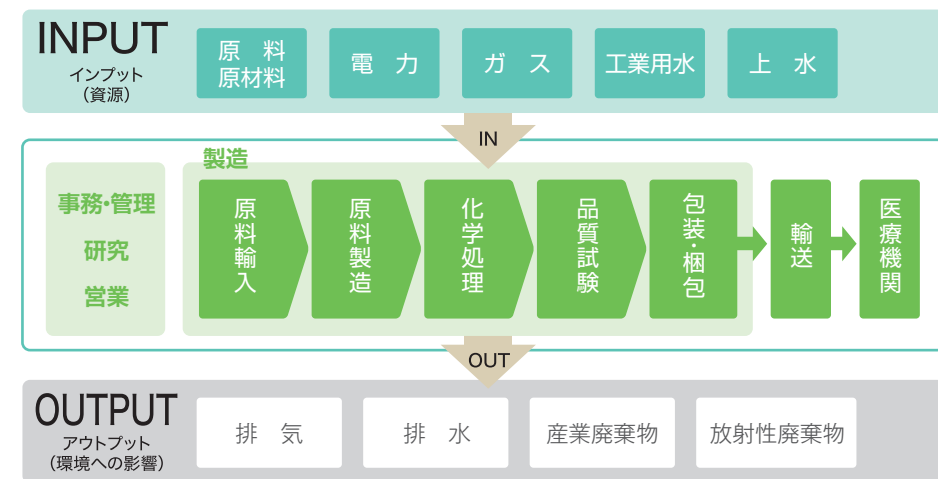 INPUT
インプット
（資源）
原　料
原材料
電　力
ガ　ス
工業用水
上　水
IN
事務・管理
研究
営業
製造
原料輸入
原料製造
化学処理
品質試験
包装・梱包
輸送
医療機関
OUT
OUTPUT
アウトプット
（環境への影響）
排　気
排　水
産業廃棄物
放射性廃棄物